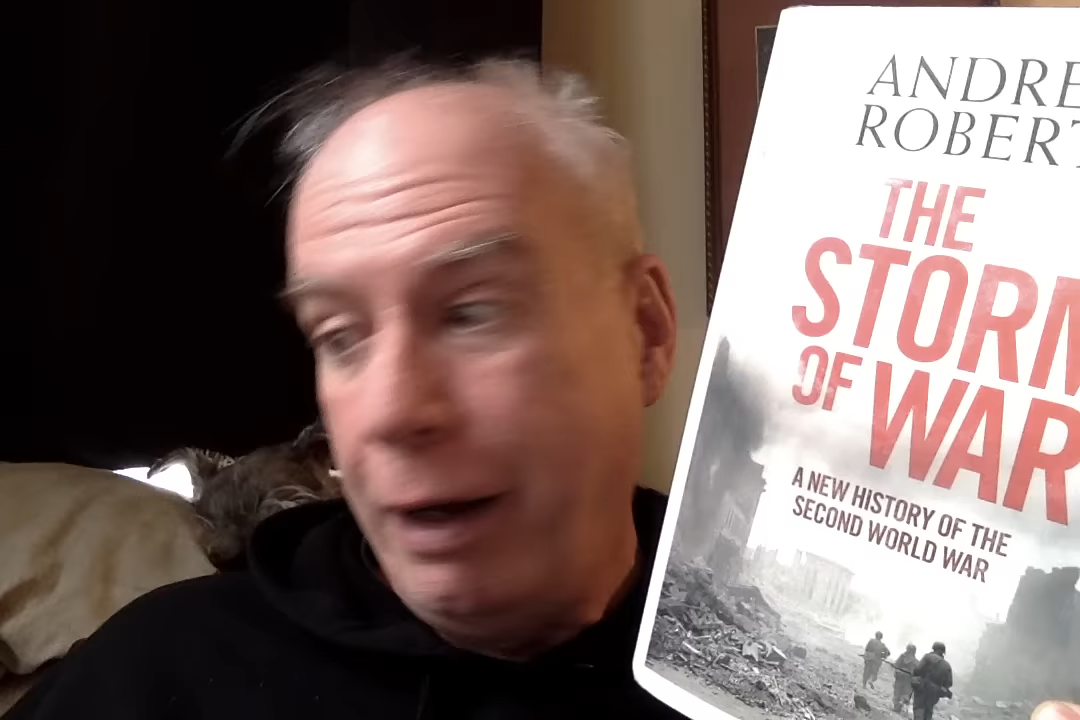 ANDRE
ROBERT
THE
STORM
OF WAR
A NEW HISTORY OF THE
SECOND WORLD WAR